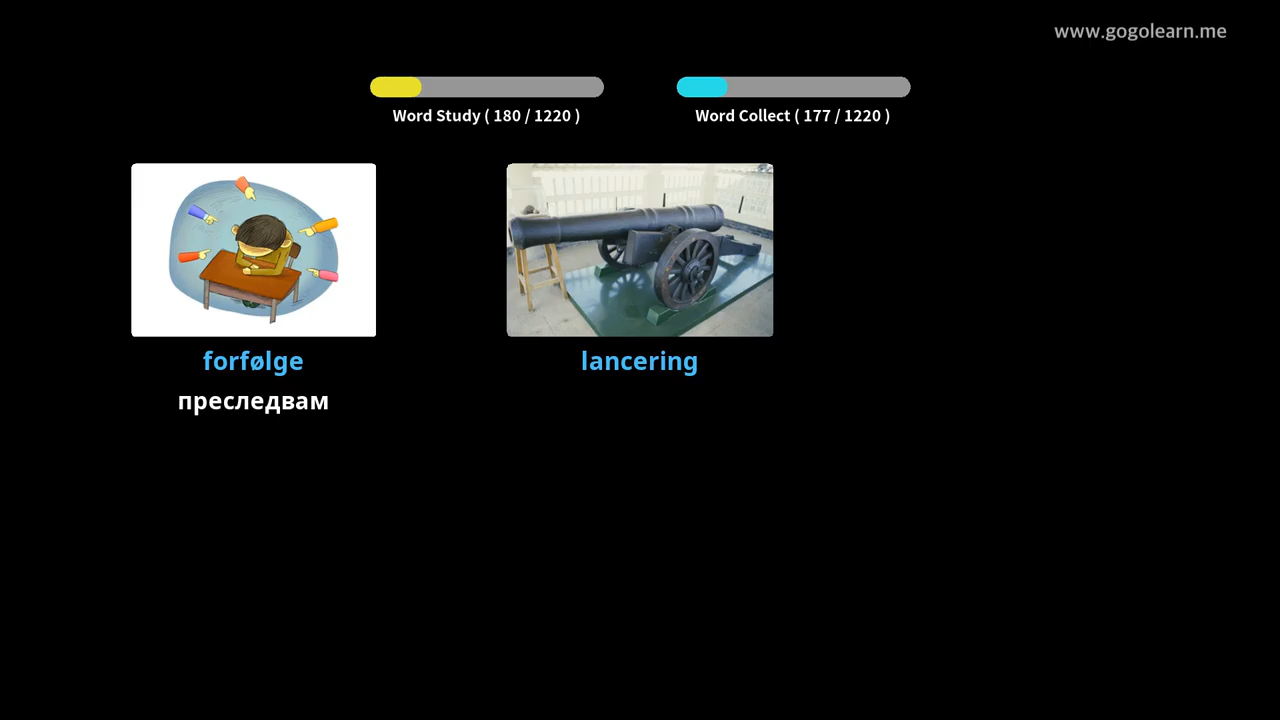 www.gogolearn.me
Word Study ( 180 / 1220 )
Word Collect ( 177 / 1220 )
forfølge
преследвам
lancering